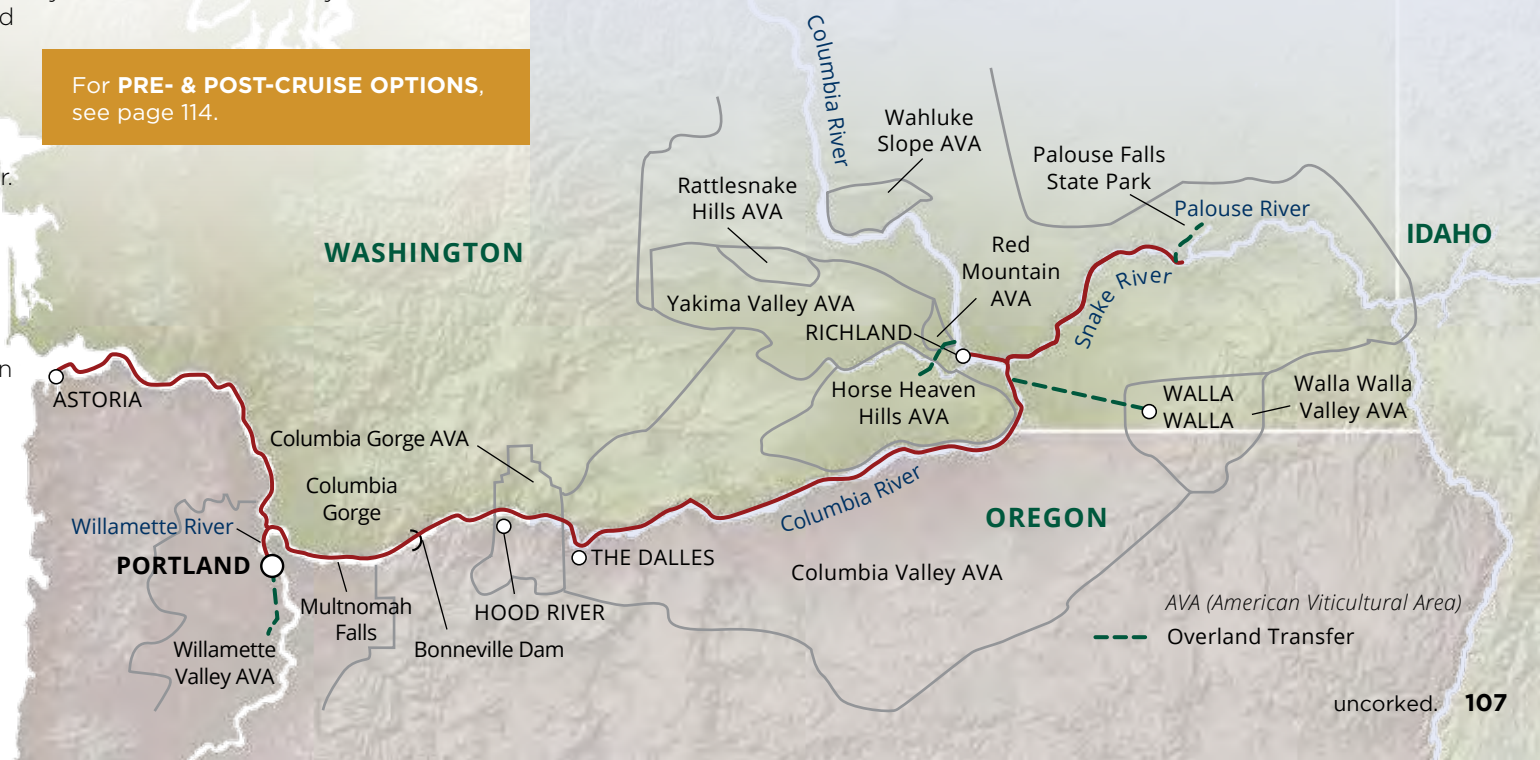 d
For PRE- & POST-CRUISE OPTIONS,
see page 114.
r.
n
Columbia River
Wahluke
Slope AVA
Palouse Falls
State Park
Rattlesnake
Hills AVA
Palouse River
WASHINGTON
IDAHO
Red
Mountain
AVA
Yakima Valley AVA
Snake River
RICHLAND
ASTORIA
Horse Heaven
Hills AVA
WALLA
WALLA
Walla Walla
Valley AVA
Columbia Gorge AVA
Columbia
Gorge
Columbia River
OREGON
Willamette River
PORTLAND
THE DALLES
Columbia Valley AVA
Multnomah
Falls
HOOD RIVER
Bonneville Dam
Willamette
Valley AVA
AVA (American Viticultural Area)
Overland Transfer
uncorked. 107